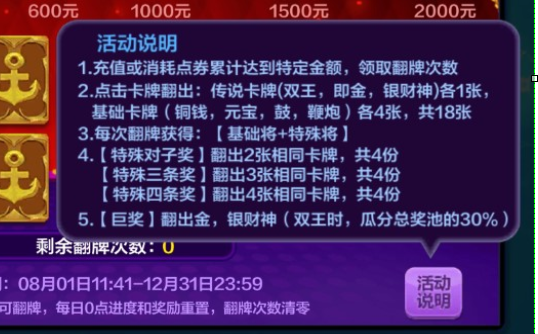 600元 1000元 1500元 2000元
活动说明
1.充值或消耗点券累计达到特定金额，领取翻牌次数
2.点击卡牌翻出：传说卡牌(双王，即金，银财神)各1张，
基础卡牌（铜钱，元宝，鼓，鞭炮）各4张，共18张
3.每次翻牌获得：【基础将+特殊将】
4.【特殊对子奖】翻出2张相同卡牌，共4份
【特殊三条奖】翻出3张相同卡牌，共4份
【特殊四条奖】翻出4张相同卡牌，共4份
5.【巨奖】翻出金，银财神（双王时，瓜分总奖池的30%）
剩余翻牌次数：0
：08月01日11:41-12月31日23:59
可翻牌，每日0点进度和奖励重置，翻牌次数清零
活动
说明